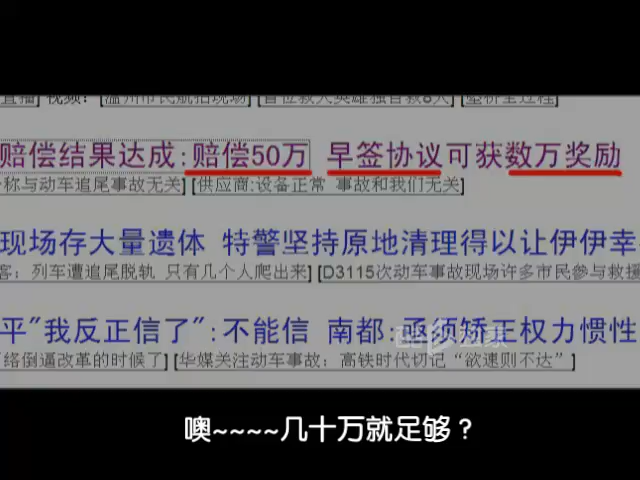 直播] 视频：[温州市民航拍现场] [首位救人英雄独自救8人] [坠桥全过程]
赔偿结果达成:赔偿50万 早签协议可获数万奖励
称与动车追尾事故无关] [供应商:设备正常 事故和我们无关]
现场存大量遗体 特警坚持原地清理得以让伊伊幸
客：列车遭追尾脱轨 只有几个人爬出来] [D3115次动车事故现场许多市民参与救援
平"我反正信了":不能信 南都:亟须矫正权力惯性
络倒逼改革的时候了] [华媒关注动车事故：高铁时代切记“欲速则不达”]
噢~~~~几十万就足够？